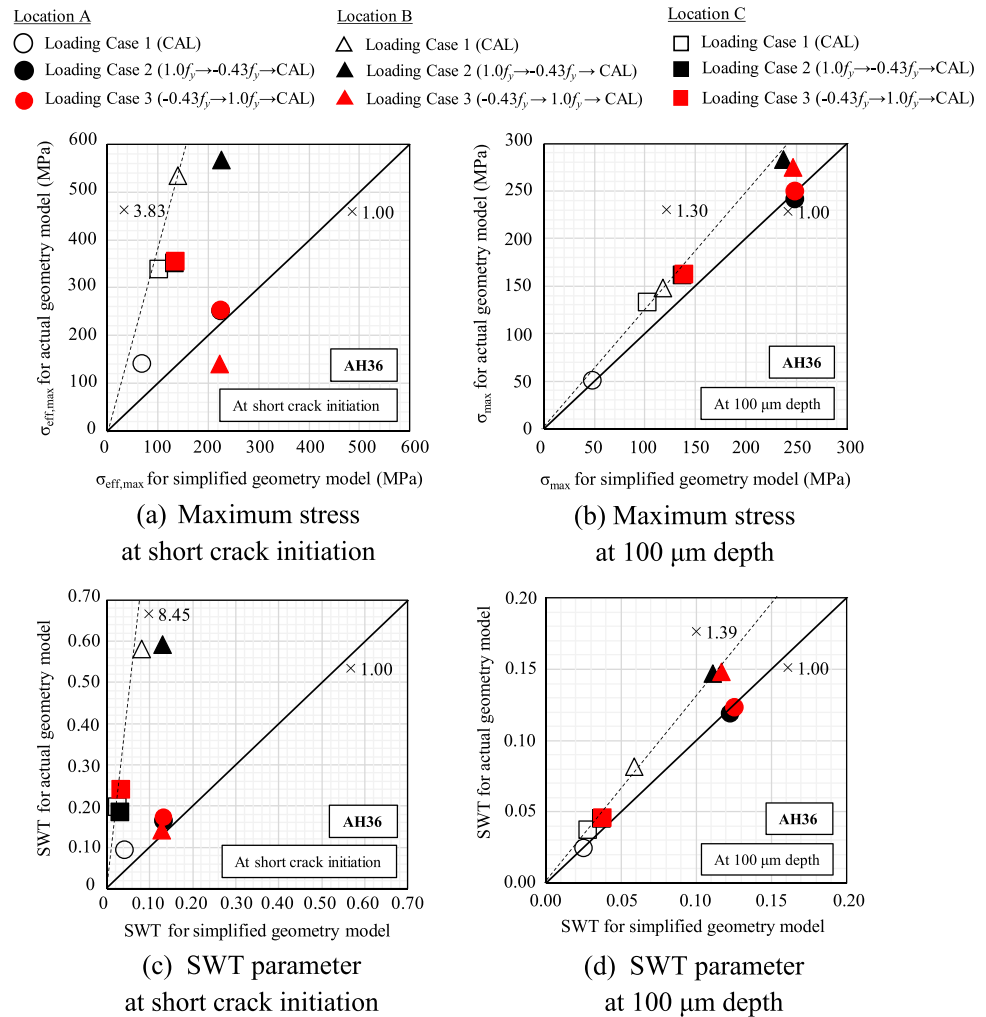 Location A
Location B
Location C
Loading Case 1 (CAL)
Loading Case 1 (CAL)
Loading Case 1 (CAL)
Loading Case 2 (1.0fy→-0.43fy→CAL)
Loading Case 2 (1.0fy→-0.43fy→ CAL)
Loading Case 2 (1.0fy→-0.43fy→CAL)
Loading Case 3 (-0.43fy→1.0fy→CAL)
Loading Case 3 (-0.43fy→1.0fy→ CAL)
Loading Case 3 (-0.43fy→1.0fy→CAL)
σeff,max for actual geometry model (MPa)
600
500
400
300
200
100
0
× 3.83
× 1.00
AH36
At short crack initiation
0 100 200 300 400 500 600
σeff,max for simplified geometry model (MPa)
(a) Maximum stress
at short crack initiation
σmax for actual geometry model (MPa)
300
250
200
150
100
50
0
× 1.30
× 1.00
AH36
At 100 μm depth
0 50 100 150 200 250 300
σmax for simplified geometry model (MPa)
(b) Maximum stress
at 100 μm depth
SWT for actual geometry model
0.70
0.60
0.50
0.40
0.30
0.20
0.10
0
× 8.45
× 1.00
AH36
At short crack initiation
0 0.10 0.20 0.30 0.40 0.50 0.60 0.70
SWT for simplified geometry model
(c) SWT parameter
at short crack initiation
SWT for actual geometry model
0.20
0.15
0.10
0.05
0.00
× 1.39
× 1.00
AH36
At 100 μm depth
0.00 0.05 0.10 0.15 0.20
SWT for simplified geometry model
(d) SWT parameter
at 100 μm depth